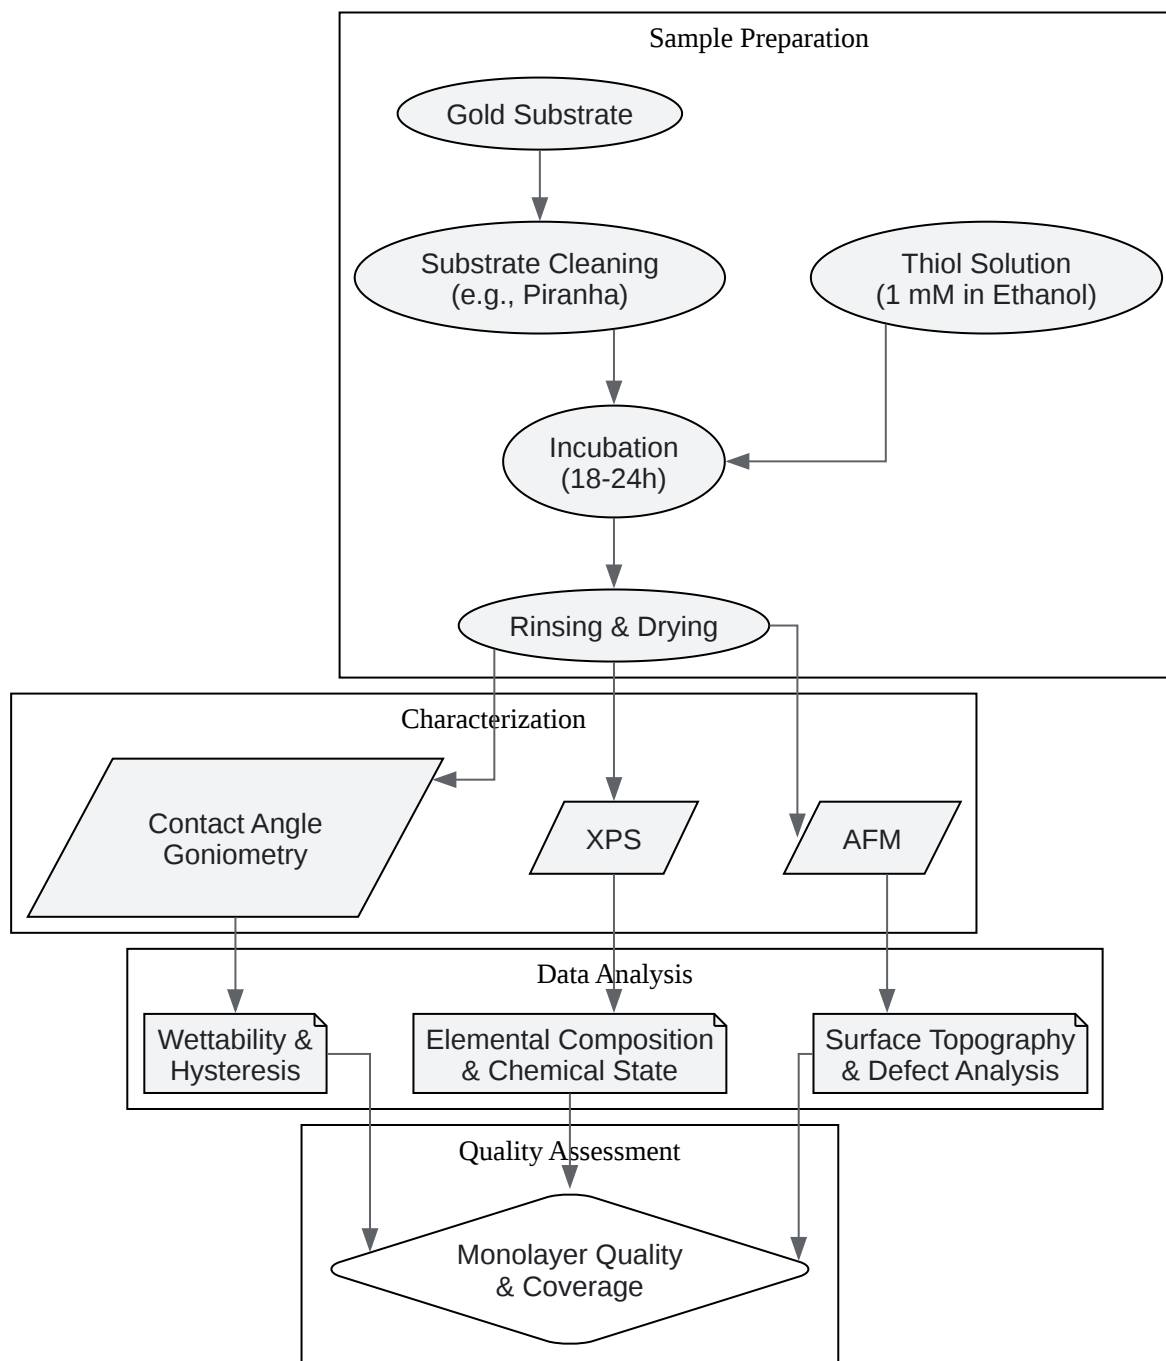 Sample Preparation
Gold Substrate
Substrate Cleaning
(e.g., Piranha)
Thiol Solution
(1 mM in Ethanol)
Incubation
(18-24h)
Rinsing & Drying
Characterization
Contact Angle
Goniometry
XPS
AFM
Data Analysis
Wettability &
Hysteresis
Elemental Composition
& Chemical State
Surface Topography
& Defect Analysis
Quality Assessment
Monolayer Quality
& Coverage